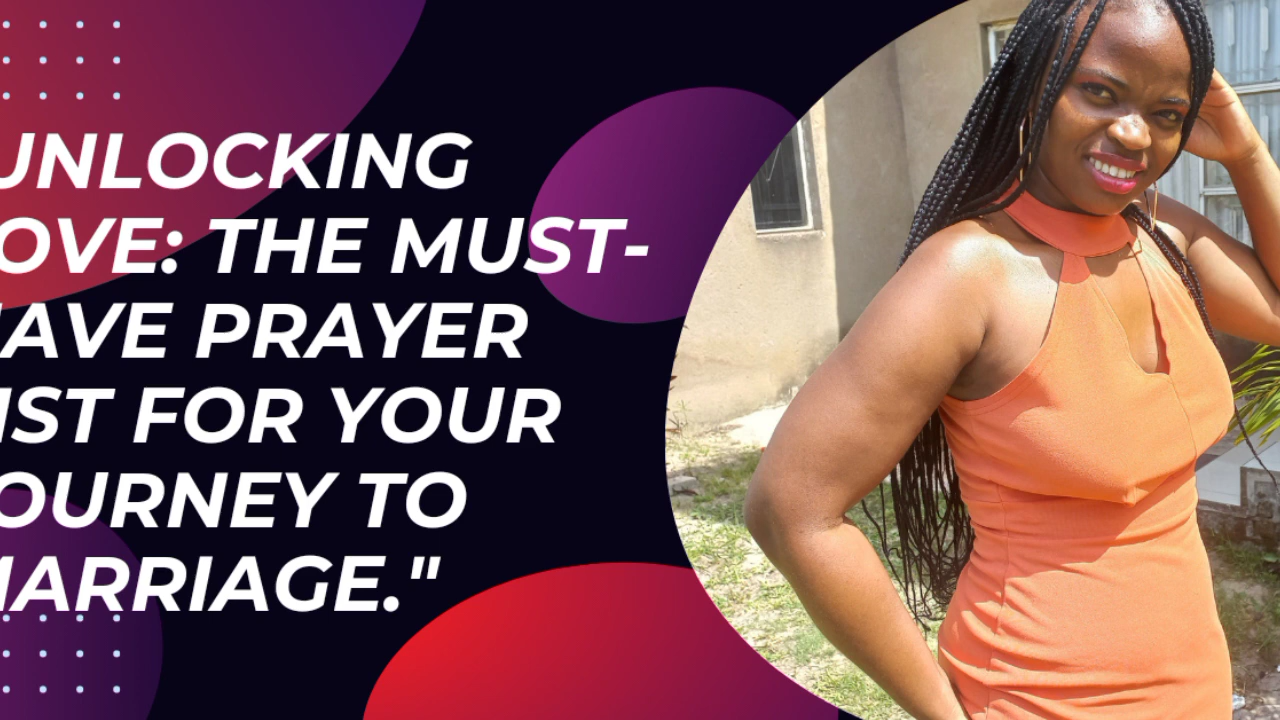 UNLOCKING
OVE: THE MUST-
AVE PRAYER
IST FOR YOUR
OURNEY TO
ARRIAGE."